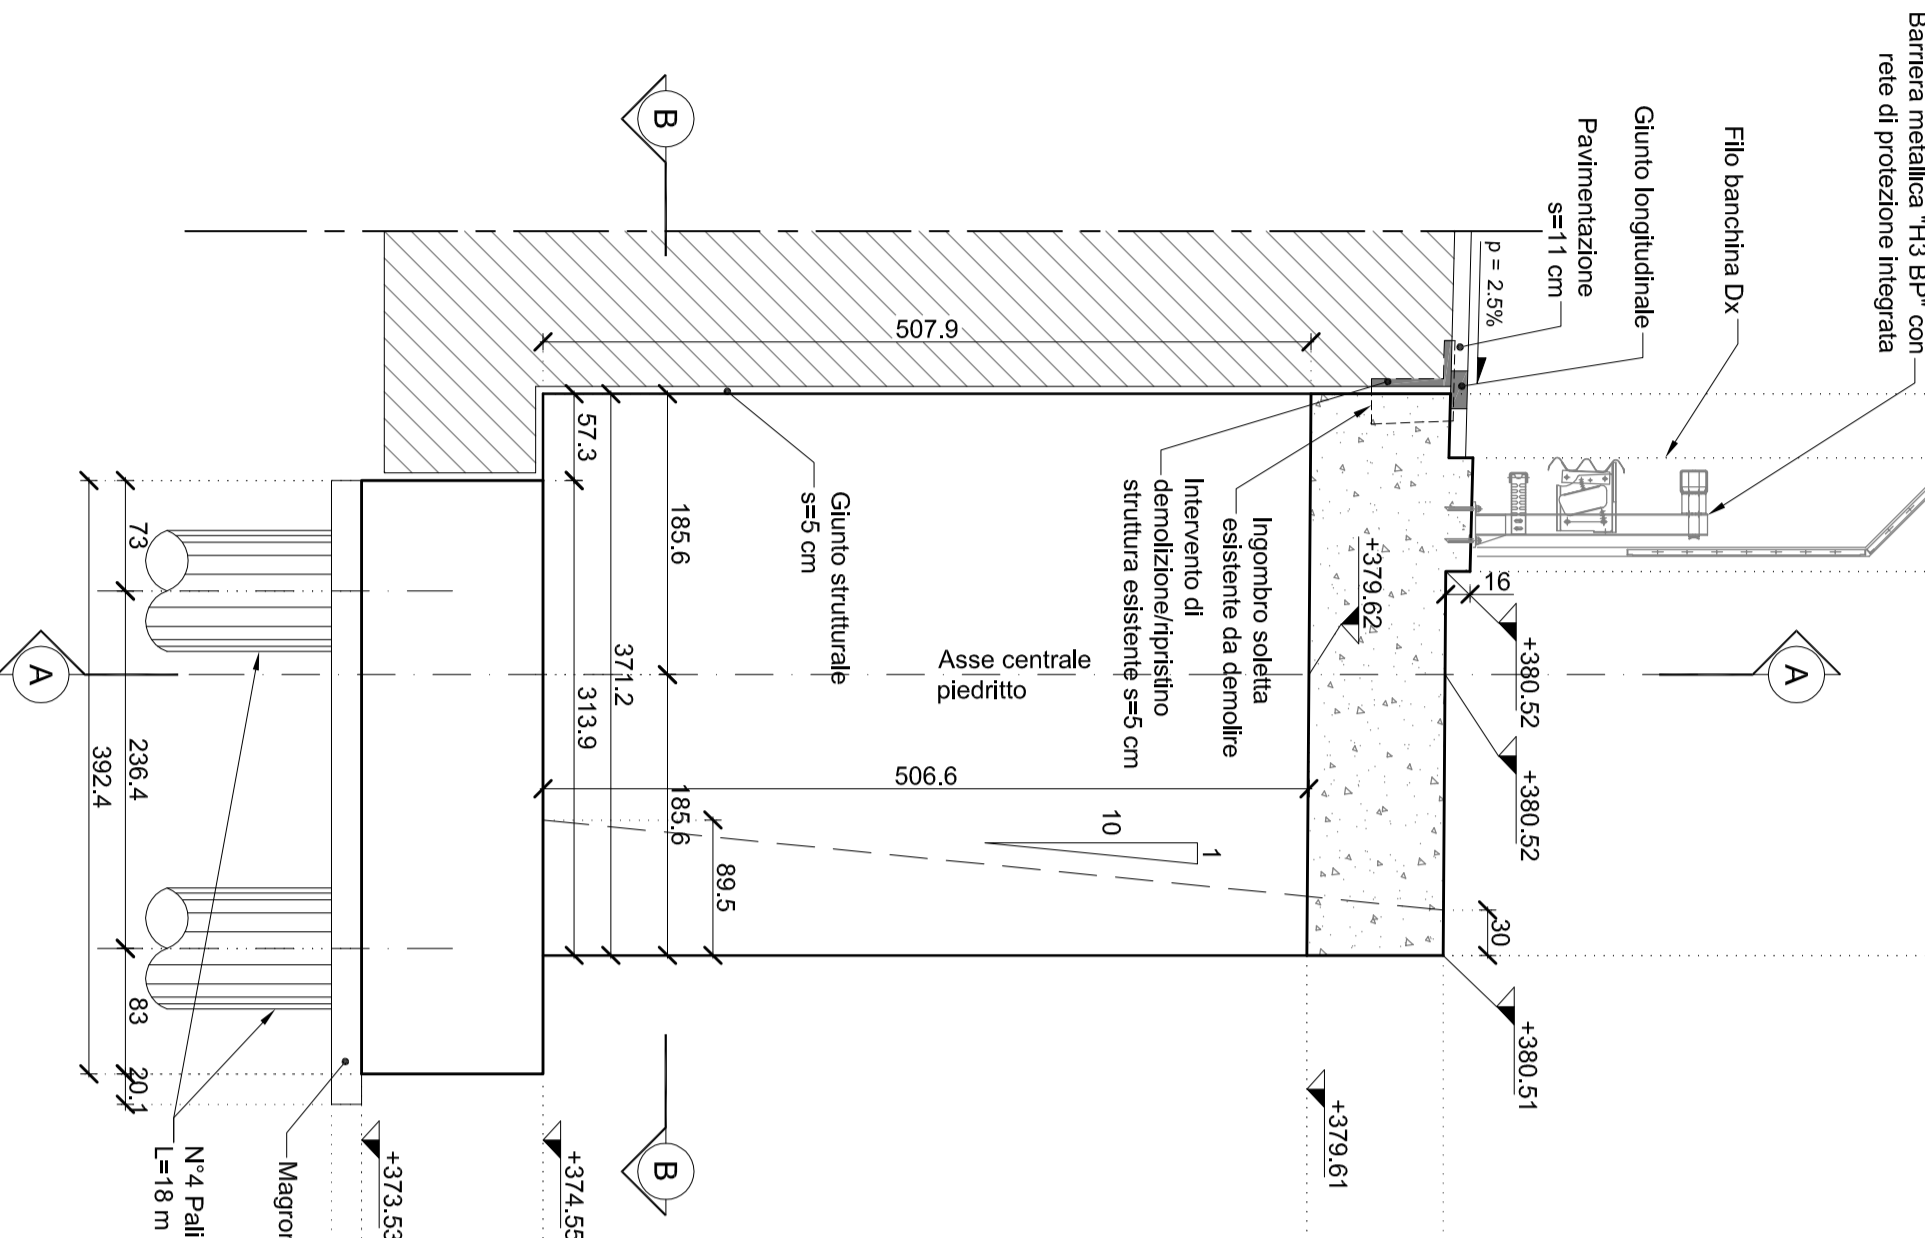 Barriera metallica "H3 BP" con
rete di protezione integrata
Filo banchina Dx
Giunto longitudinale
Pavimentazione
s=11 cm
p = 2.5%
B
507.9
57.3
185.6
371.2
313.9
185.6
89.5
Giunto strutturale
s=5 cm
Asse centrale
piedritto
Ingombro soletta
esistente da demolire
Intervento di
demolizione/ripristino
struttura esistente s=5 cm
+379.62
16
+380.52
+380.52
A
506.6
10
1
30
+380.51
+379.61
73
236.4
83
20.1
392.4
A
B
+374.55
+373.53
N°4 Pali
L=18 m